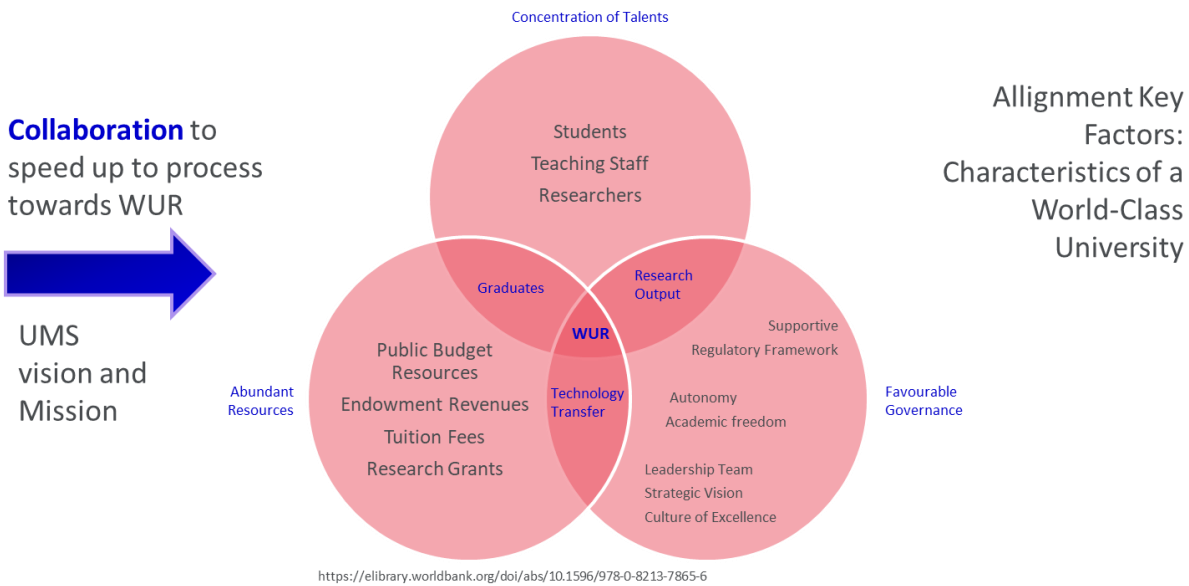 Concentration of Talents
Collaboration to
speed up to process
towards WUR
UMS
vision and
Mission
Allignment Key
Factors:
Characteristics of a
World-Class
University
Students
Teaching Staff
Researchers
Graduates
Research
Output
WUR
Technology
Transfer
Abundant
Resources
Public Budget
Resources
Endowment Revenues
Tuition Fees
Research Grants
Supportive
Regulatory Framework
Autonomy
Academic freedom
Leadership Team
Strategic Vision
Culture of Excellence
Favourable
Governance
https://elibrary.worldbank.org/doi/abs/10.1596/978-0-8213-7865-6